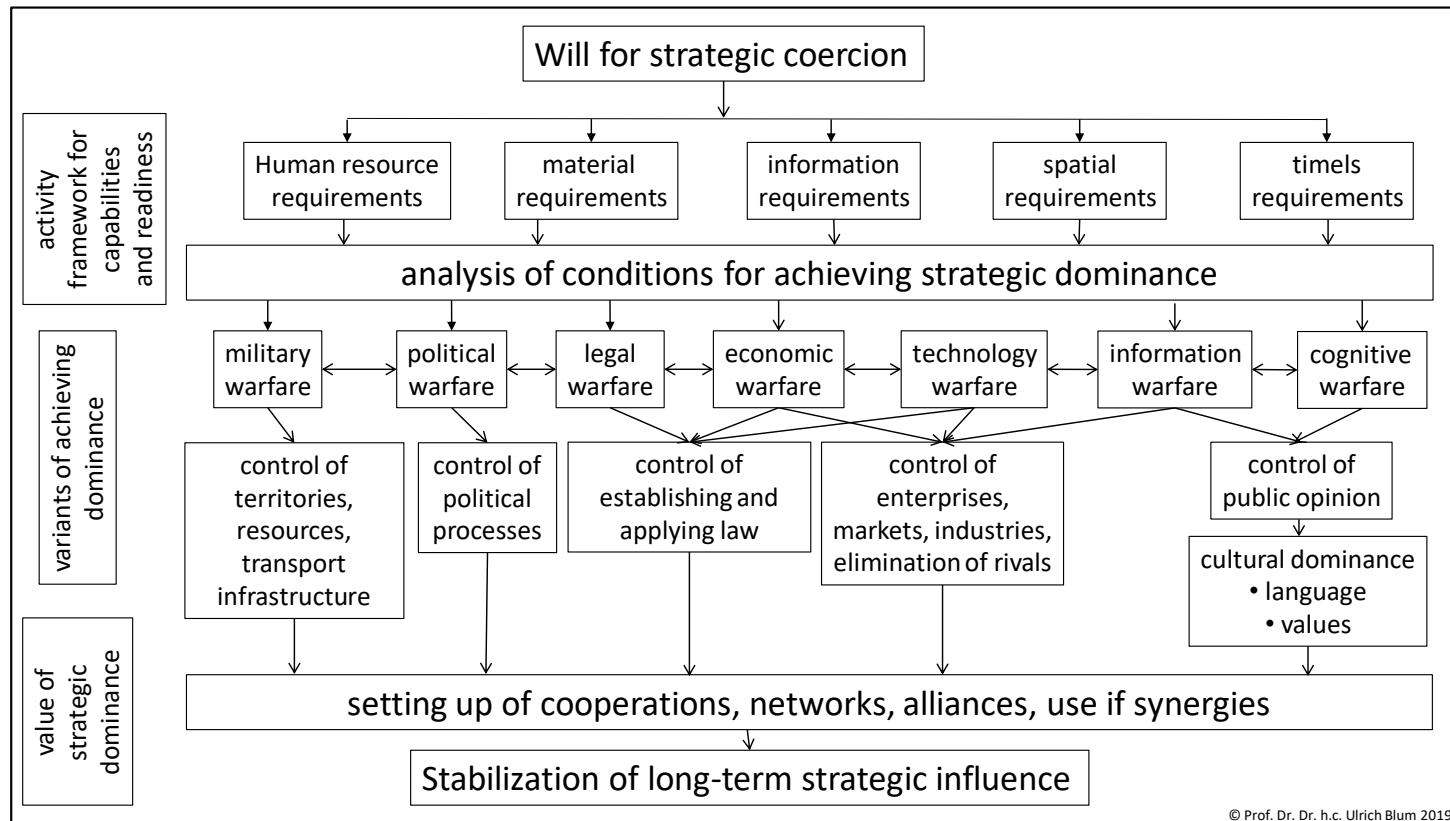 Will for strategic coercion
activity
framework for
capabilities
and readiness
Human resource
requirements
material
requirements
information
requirements
spatial
requirements
timels
requirements
analysis of conditions for achieving strategic dominance
variants of achieving
dominance
military
warfare
political
warfare
legal
warfare
economic
warfare
technology
warfare
information
warfare
cognitive
warfare
control of
territories,
resources,
transport
infrastructure
control of
political
processes
control of
establishing and
applying law
control of
enterprises,
markets, industries,
elimination of rivals
control of
public opinion
cultural dominance
• language
• values
value of
strategic
dominance
setting up of cooperations, networks, alliances, use if synergies
Stabilization of long-term strategic influence
© Prof. Dr. Dr. h.c. Ulrich Blum 2019